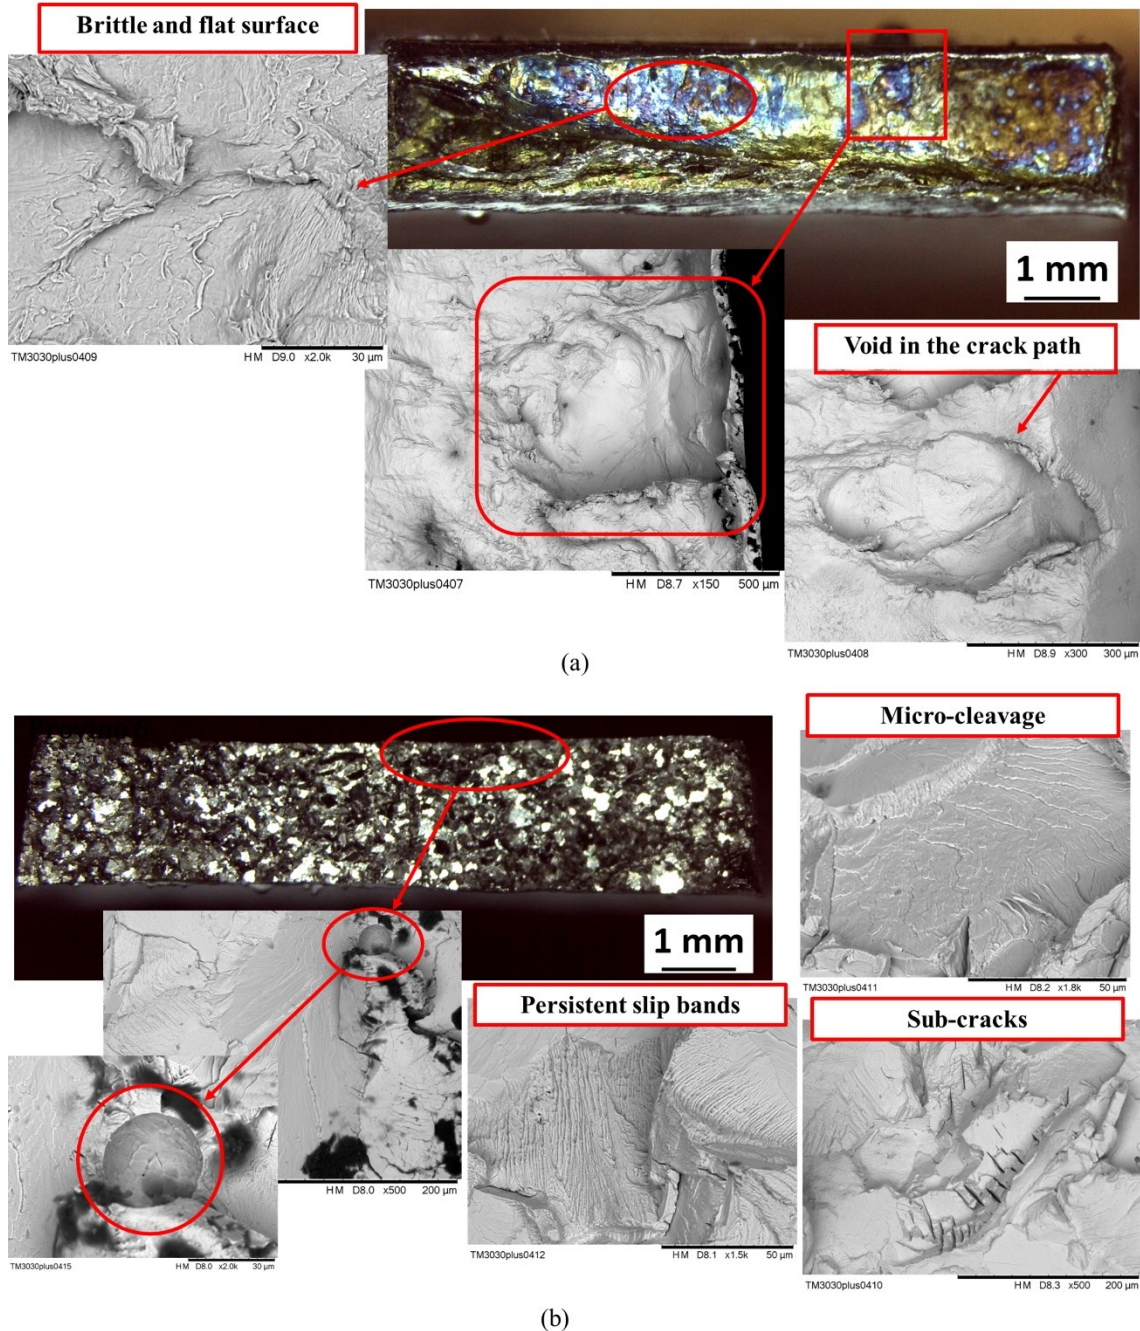 Brittle and flat surface
TM3030plus0409
HM D9.0 x2.0k 30 µm
1 mm
TM3030plus0407
HM D8.7 x150 500 µm
Void in the crack path
TM3030plus0408
HM D8.9 x300 300 µm
(a)
Micro-cleavage
TM3030plus0411
HM D8.2 x1.8k 50 µm
1 mm
HM D8.0 x500 200 µm
Persistent slip bands
TM3030plus0412
HM D8.1 x1.5k 50 µm
Sub-cracks
TM3030plus0410
HM D8.3 x500 200 µm
TM3030plus0415
HM D8.0 x2.0k 30 µm
(b)